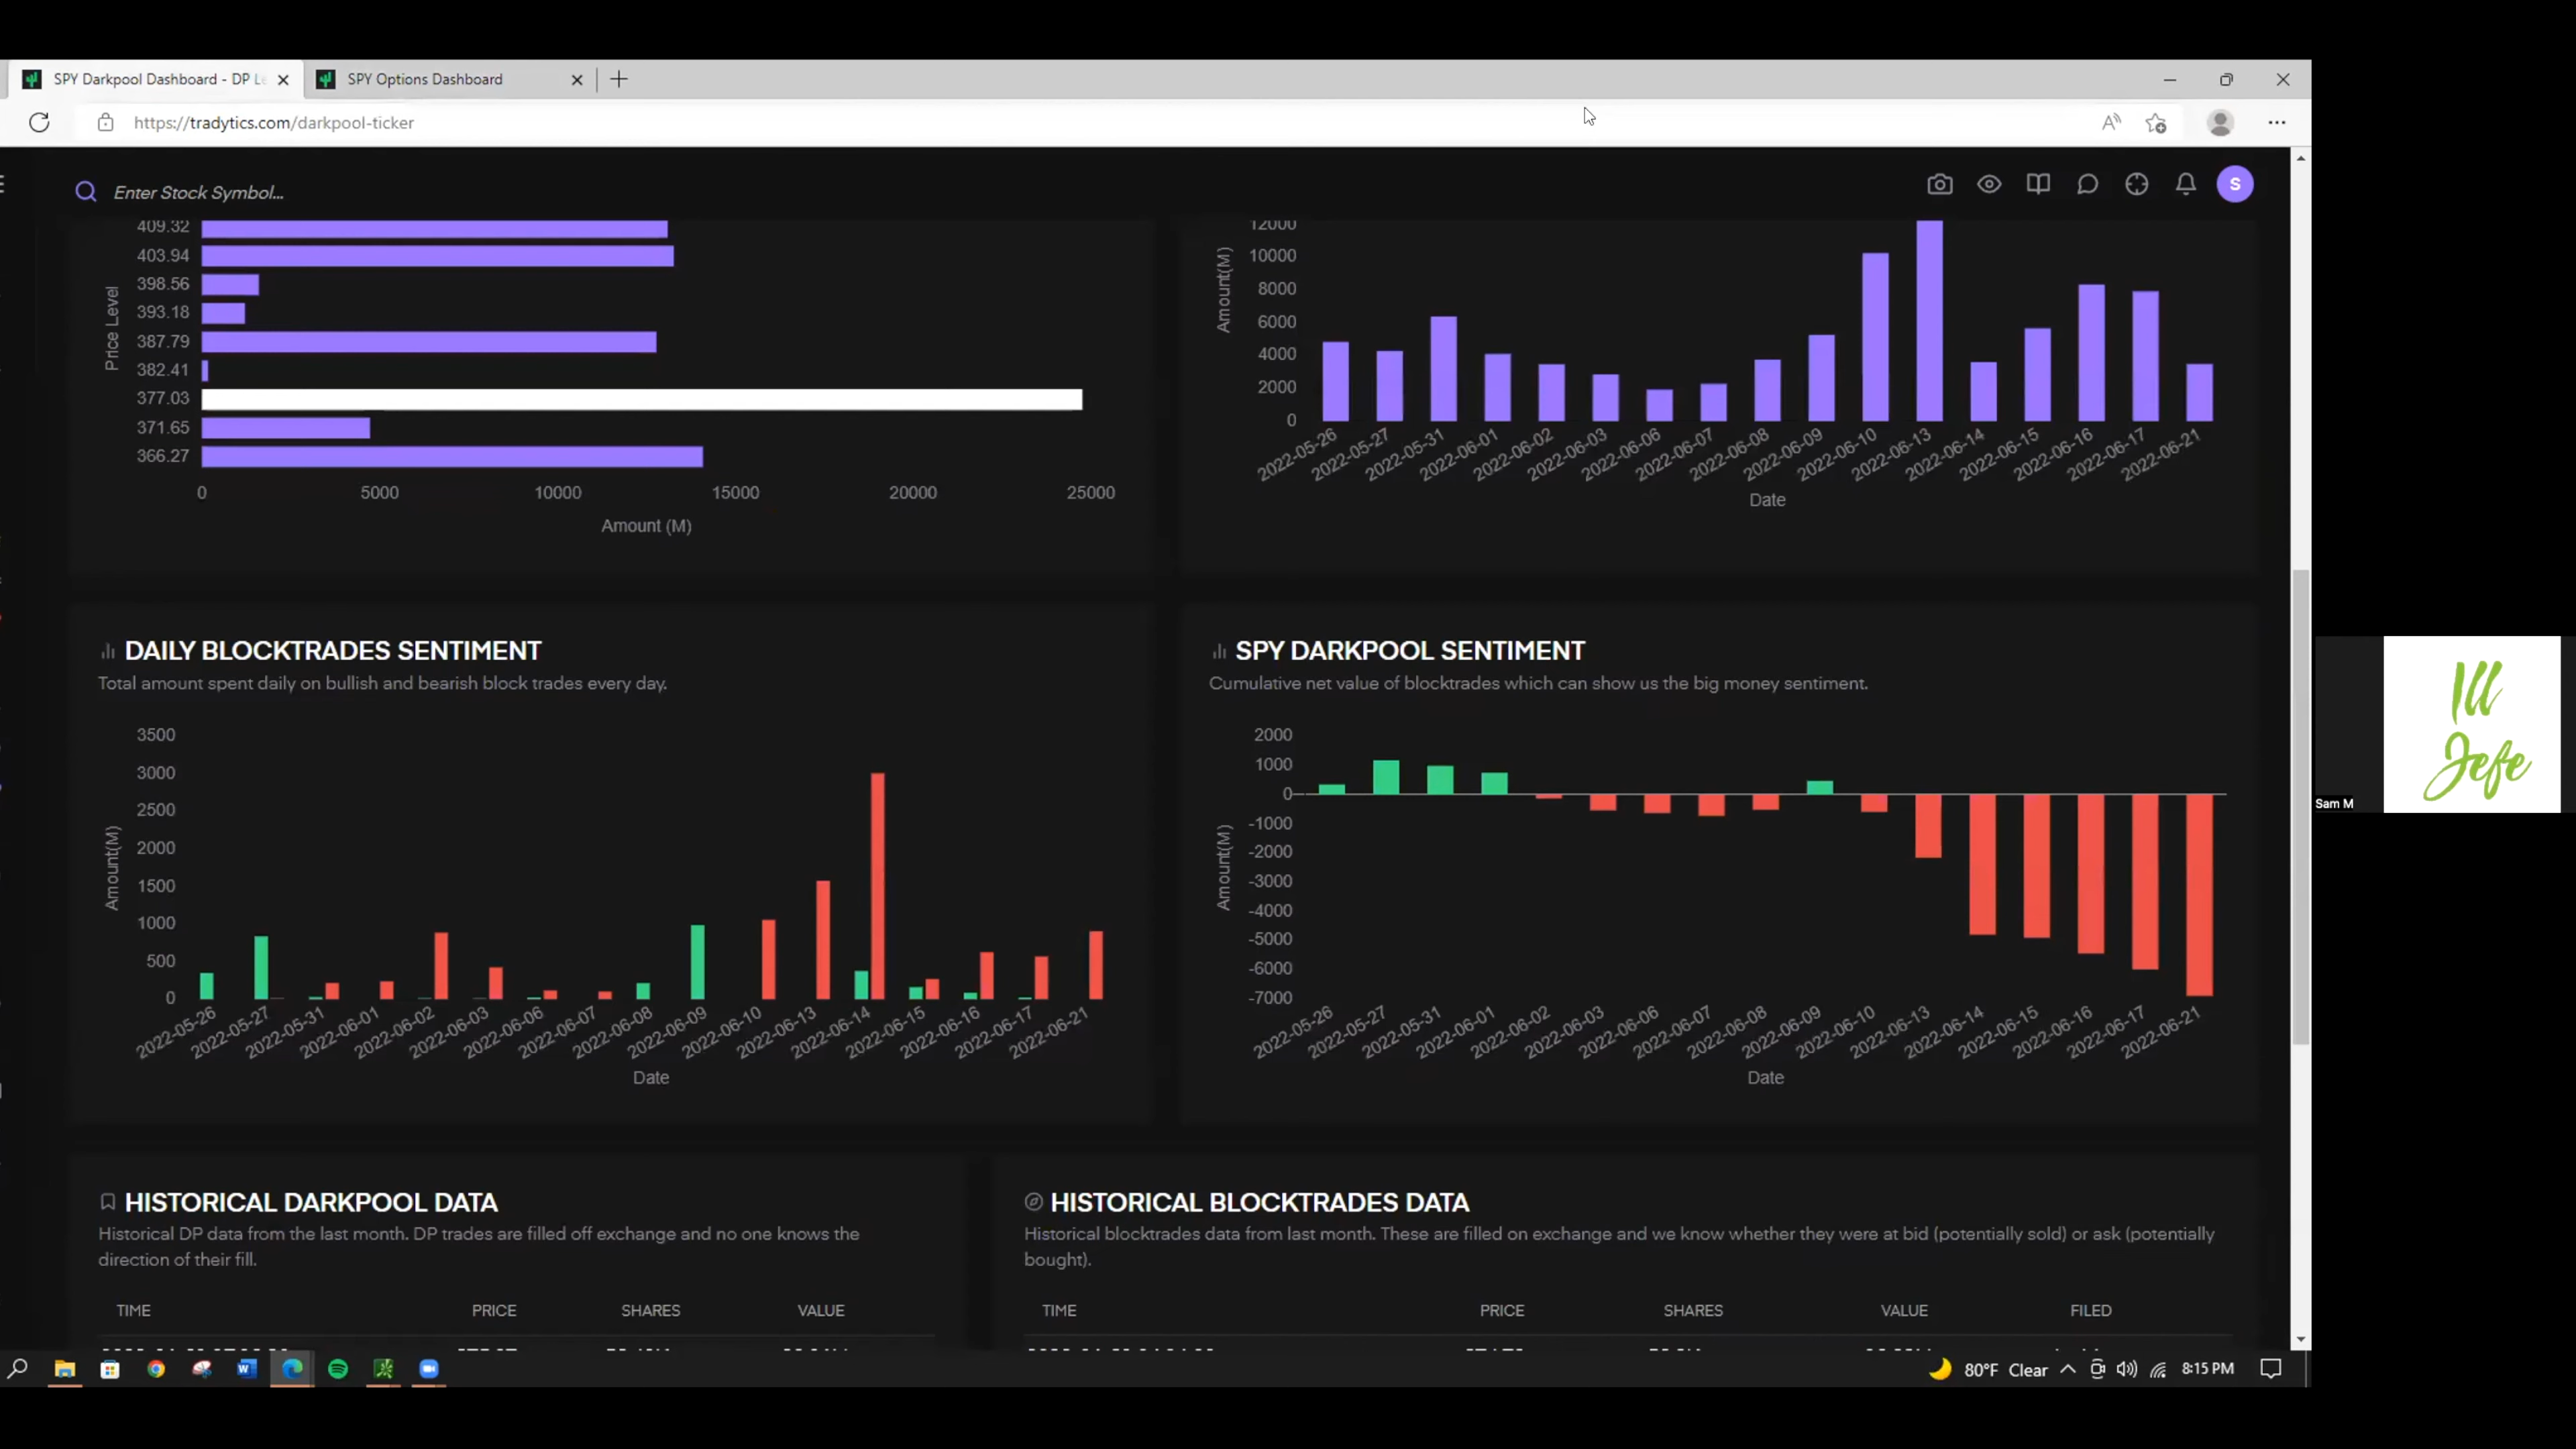 SPY Darkpool Dashboard - DP Le
SPY Options Dashboard
https://tradytics.com/darkpool-ticker
Enter Stock Symbol...
S
409.32
403.94
398.56
393.18
387.79
382.41
377.03
371.65
366.27
Price Level
0 5000 10000 15000 20000 25000
Amount (M)
12000
10000
8000
6000
4000
2000
0
Amount(M)
2022-05-26 2022-05-27 2022-05-31 2022-06-01 2022-06-02 2022-06-03 2022-06-06 2022-06-07 2022-06-08 2022-06-09 2022-06-10 2022-06-13 2022-06-14 2022-06-15 2022-06-16 2022-06-17 2022-06-21
Date
DAILY BLOCKTRADES SENTIMENT
Total amount spent daily on bullish and bearish block trades every day.
3500
3000
2500
2000
1500
1000
500
0
Amount(M)
2022-05-26 2022-05-27 2022-05-31 2022-06-01 2022-06-02 2022-06-03 2022-06-06 2022-06-07 2022-06-08 2022-06-09 2022-06-10 2022-06-13 2022-06-14 2022-06-15 2022-06-16 2022-06-17 2022-06-21
Date
SPY DARKPOOL SENTIMENT
Cumulative net value of blocktrades which can show us the big money sentiment.
2000
1000
0
-1000
-2000
-3000
-4000
-5000
-6000
-7000
Amount(M)
2022-05-26 2022-05-27 2022-05-31 2022-06-01 2022-06-02 2022-06-03 2022-06-06 2022-06-07 2022-06-08 2022-06-09 2022-06-10 2022-06-13 2022-06-14 2022-06-15 2022-06-16 2022-06-17 2022-06-21
Date
Ill
Jefe
Sam M
HISTORICAL DARKPOOL DATA
Historical DP data from the last month. DP trades are filled off exchange and no one knows the
direction of their fill.
TIME PRICE SHARES VALUE
HISTORICAL BLOCKTRADES DATA
Historical blocktrades data from last month. These are filled on exchange and we know whether they were at bid (potentially sold) or ask (potentially
bought).
TIME PRICE SHARES VALUE FILED
80°F Clear 8:15 PM